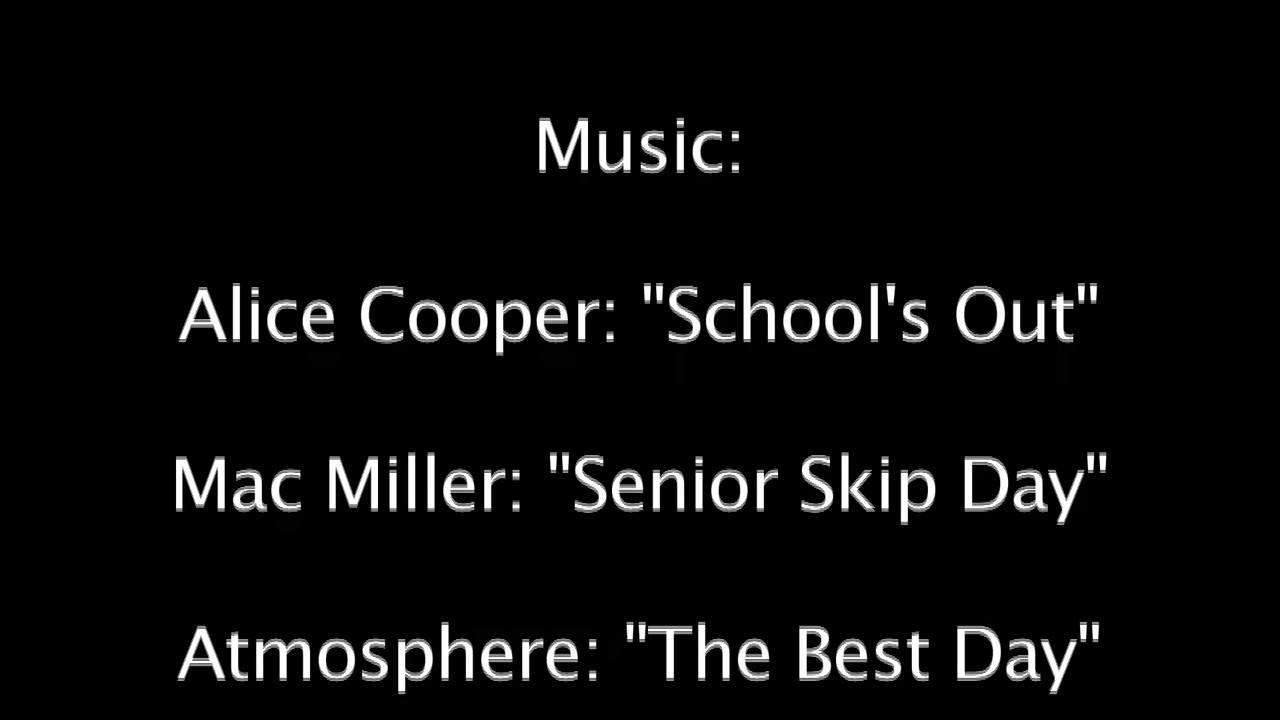 Music:
Alice Cooper: "School's Out"
Mac Miller: "Senior Skip Day"
Atmosphere: "The Best Day"